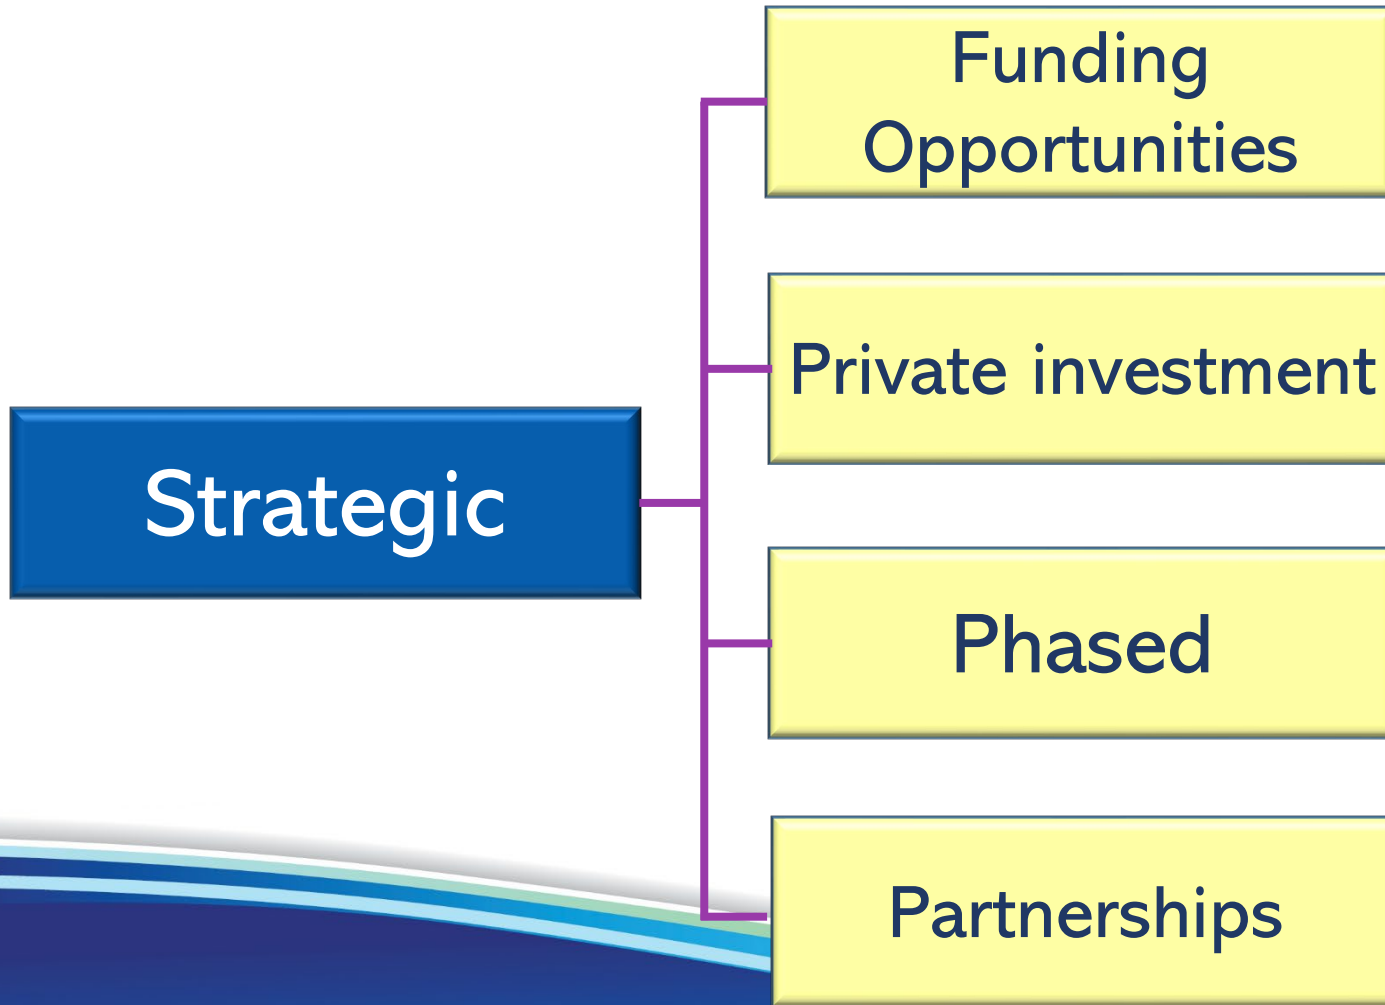 Funding
Opportunities
Private investment
Strategic
Phased
Partnerships